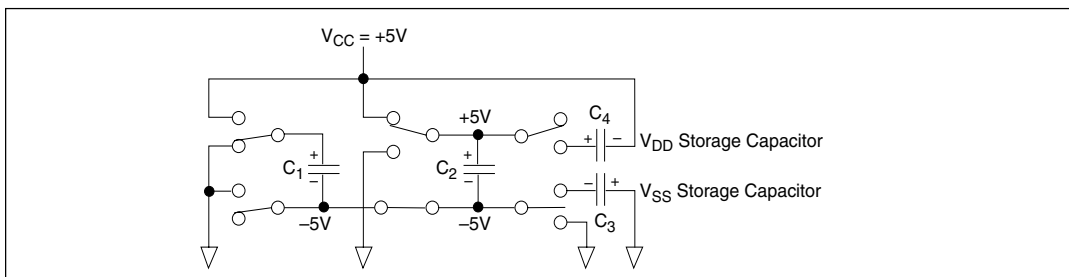 V_CC = +5V
+5V
C_4
+ −
V_DD Storage Capacitor
+
C_1
−
+
C_2
−
− +
V_SS Storage Capacitor
C_3
–5V
–5V